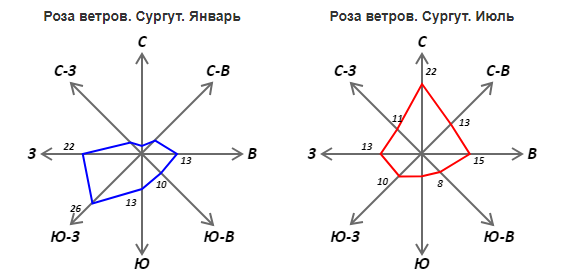 Роза ветров. Сургут. Январь
С
С-З
С-В
З
22
13
В
10
26
13
Ю-З
Ю-В
Ю
Роза ветров. Сургут. Июль
С
С-З
22
С-В
11
13
З
13
15
В
10
8
Ю-З
Ю-В
Ю